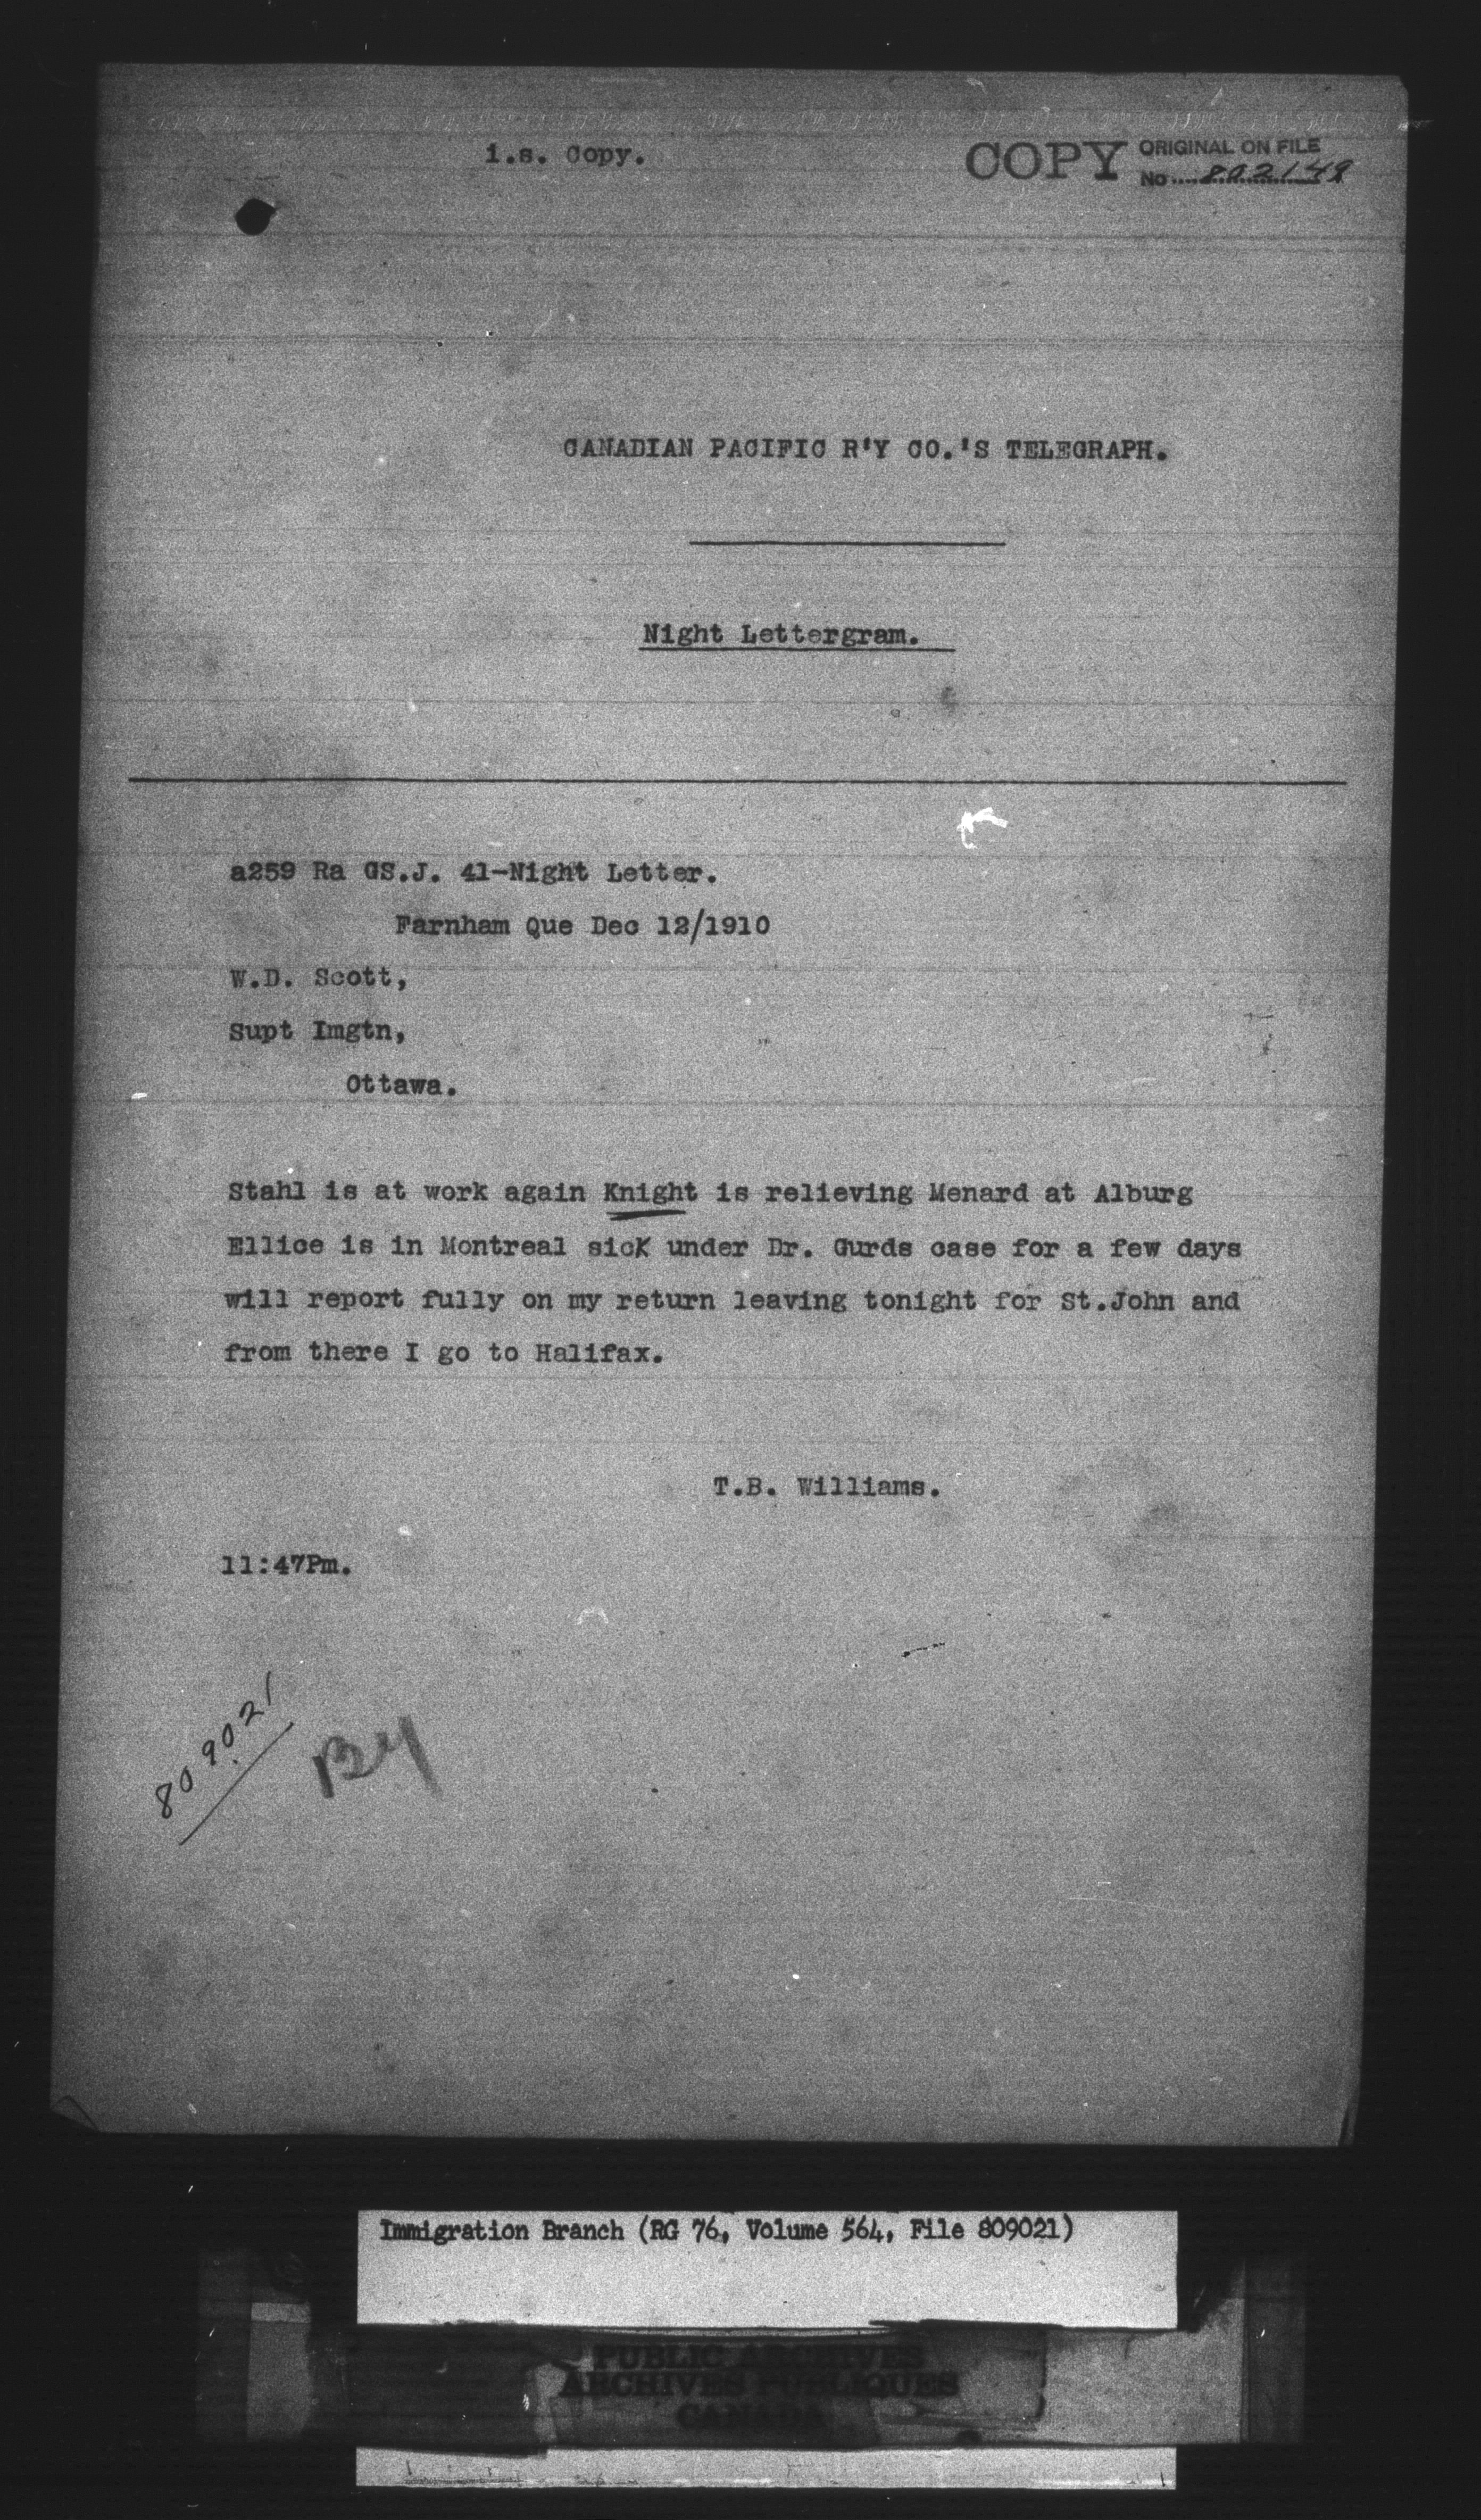 i.s. Copy.
COPY ORIGINAL ON FILE
No....802149
CANADIAN PACIFIC R'Y CO.'S TELEGRAPH.
Night Lettergram.
a259 Ra GS.J. 41-Night Letter.
Farnham Que Dec 12/1910
W.D. Scott,
Supt Imgtn,
Ottawa.
Stahl is at work again Knight is relieving Menard at Alburg
Ellice is in Montreal sick under Dr. Gurds case for a few days
will report fully on my return leaving tonight for St.John and
from there I go to Halifax.
T.B. Williams.
11:47Pm.
809021
By
Immigration Branch (RG 76, Volume 564, File 809021)
PUBLIC ARCHIVES
ARCHIVES PUBLIQUES
CANADA